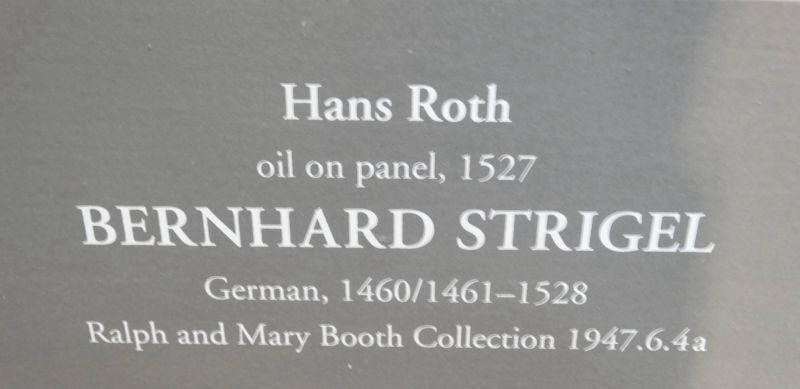 Hans Roth
oil on panel, 1527
BERNHARD STRIGEL
German, 1460/1461–1528
Ralph and Mary Booth Collection 1947.6.4a